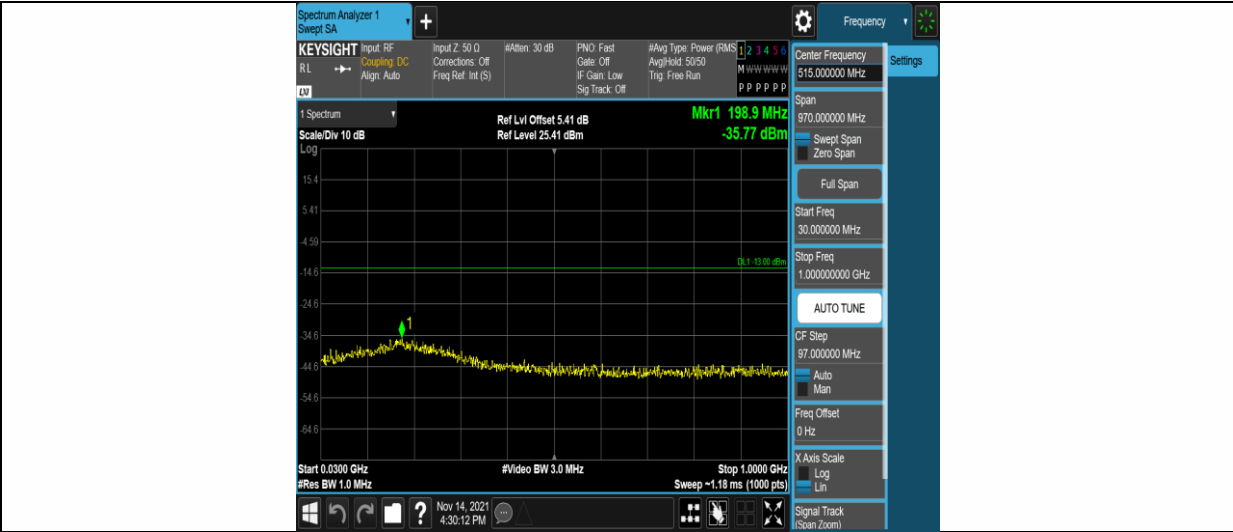 Spectrum Analyzer 1
Swept SA
+
Frequency
KEYSIGHT
RL
LXI
Input: RF
Coupling: DC
Align: Auto
Input Z: 50 Ω
Corrections: Off
Freq Ref: Int (S)
#Atten: 30 dB
PNO: Fast
Gate: Off
IF Gain: Low
Sig Track: Off
#Avg Type: Power (RMS
Avg|Hold: 50/50
Trig: Free Run
1 2 3 4 5 6
M W W W W W
P P P P P P
1 Spectrum
Scale/Div 10 dB
Ref Lvl Offset 5.41 dB
Ref Level 25.41 dBm
Mkr1 198.9 MHz
-35.77 dBm
Log
15.4
5.41
-4.59
-14.6
-24.6
-34.6
-44.6
-54.6
-64.6
DL1 -13.00 dBm
1
Start 0.0300 GHz
#Res BW 1.0 MHz
#Video BW 3.0 MHz
Stop 1.0000 GHz
Sweep ~1.18 ms (1000 pts)
Center Frequency
515.000000 MHz
Settings
Span
970.000000 MHz
Swept Span
Zero Span
Full Span
Start Freq
30.000000 MHz
Stop Freq
1.000000000 GHz
AUTO TUNE
CF Step
97.000000 MHz
Auto
Man
Freq Offset
0 Hz
X Axis Scale
Log
Lin
Signal Track
(Span Zoom)
?
Nov 14, 2021
4:30:12 PM